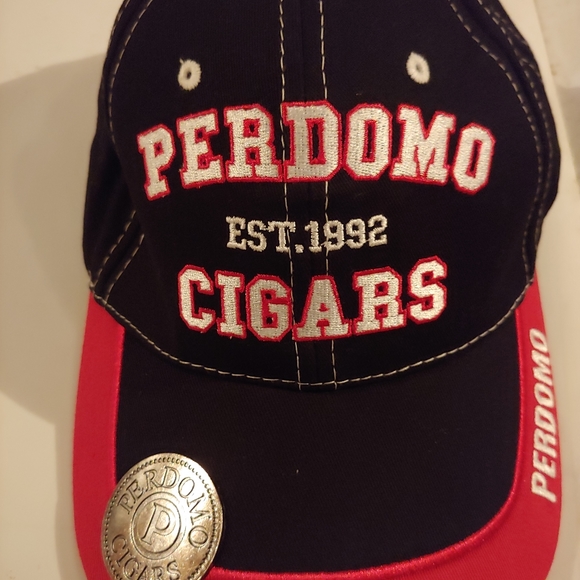 PERDOMO
EST.1992
CIGARS
PERDOMO
PERDOMO
P
CIGARS